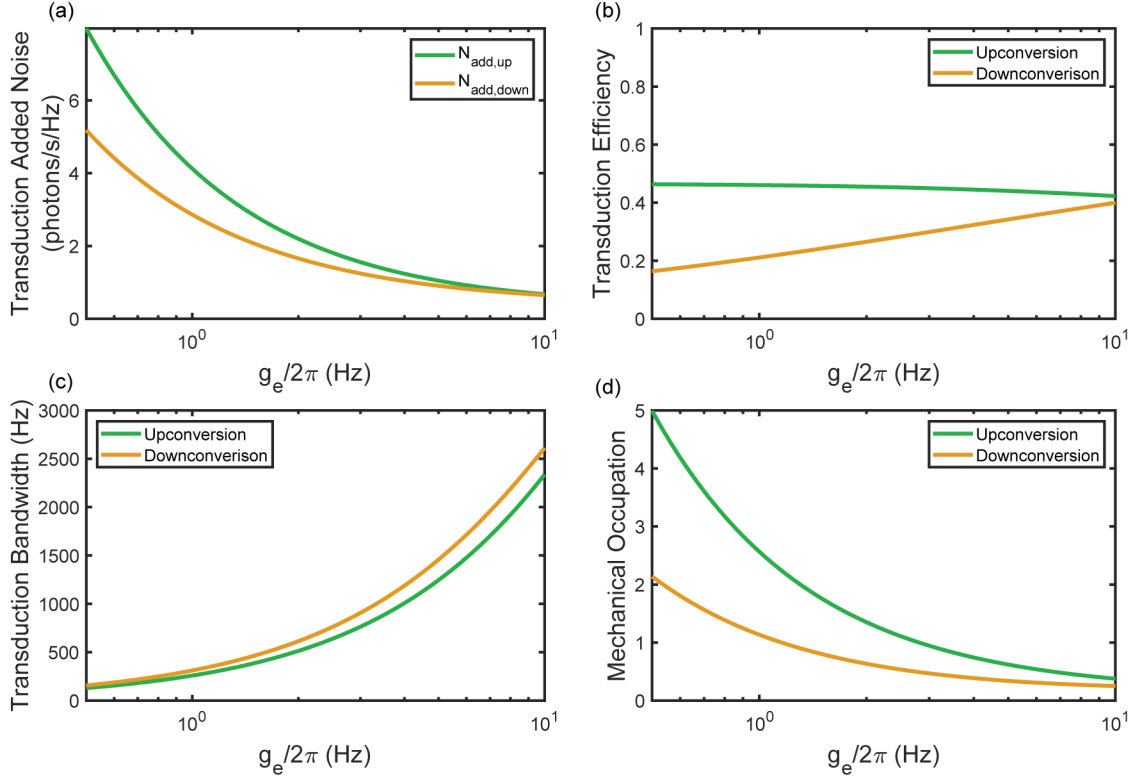 (a)
Transduction Added Noise
(photons/s/Hz)
6
4
2
0
N_add,up
N_add,down
10^0
10^1
g_e/2π (Hz)
(b)
Transduction Efficiency
1
0.8
0.6
0.4
0.2
0
Upconversion
Downconverison
10^0
10^1
g_e/2π (Hz)
(c)
Transduction Bandwidth (Hz)
3000
2500
2000
1500
1000
500
0
Upconversion
Downconverison
10^0
10^1
g_e/2π (Hz)
(d)
Mechanical Occupation
5
4
3
2
1
0
Upconversion
Downconversion
10^0
10^1
g_e/2π (Hz)